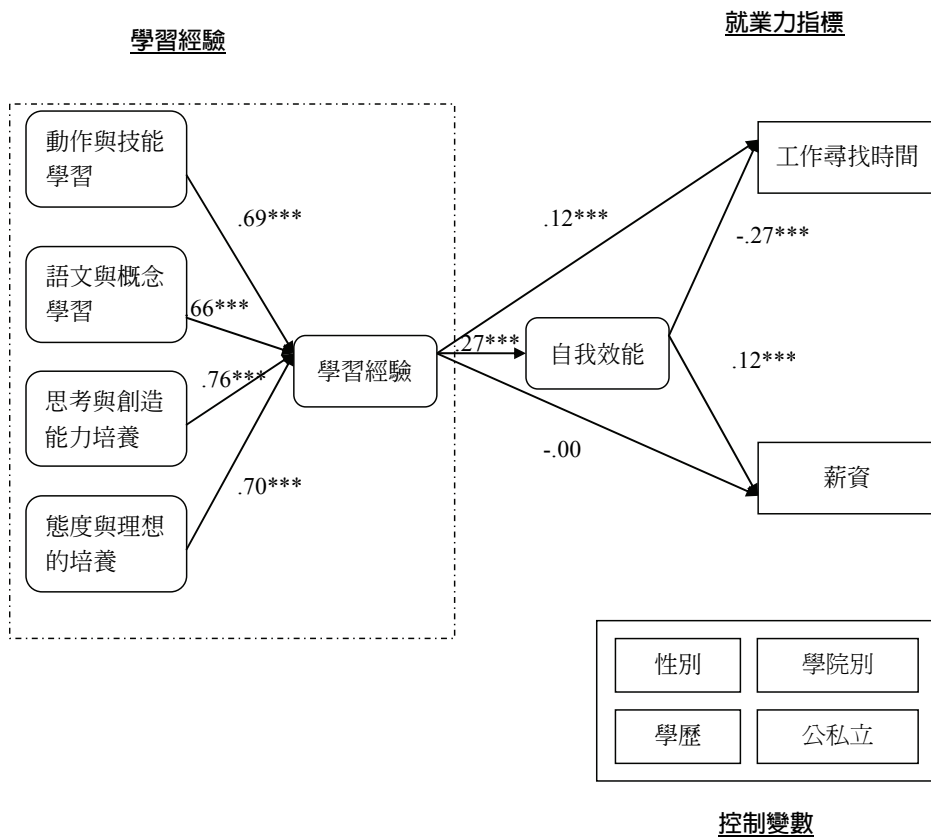 學習經驗
就業力指標
動作與技能
學習
語文與概念
學習
思考與創造
能力培養
態度與理想
的培養
.69***
.66***
.76***
.70***
學習經驗
.12***
.27***
-.00
自我效能
-.27***
.12***
工作尋找時間
薪資
性別
學院別
學歷
公私立
控制變數